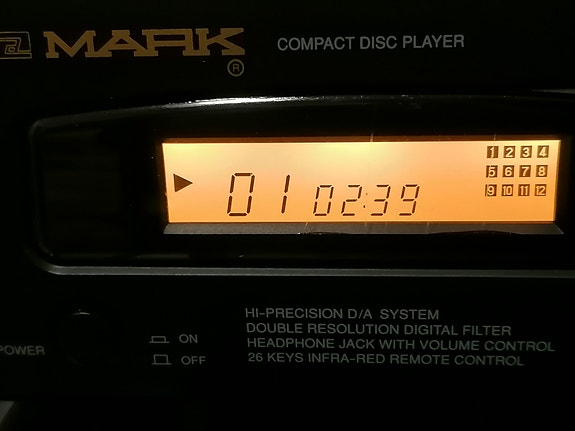 MARK ® COMPACT DISC PLAYER
1 2 3 4
5 6 7 8
9 10 11 12
01 02:39
HI-PRECISION D/A SYSTEM
DOUBLE RESOLUTION DIGITAL FILTER
HEADPHONE JACK WITH VOLUME CONTROL
26 KEYS INFRA-RED REMOTE CONTROL
ON
OFF
POWER